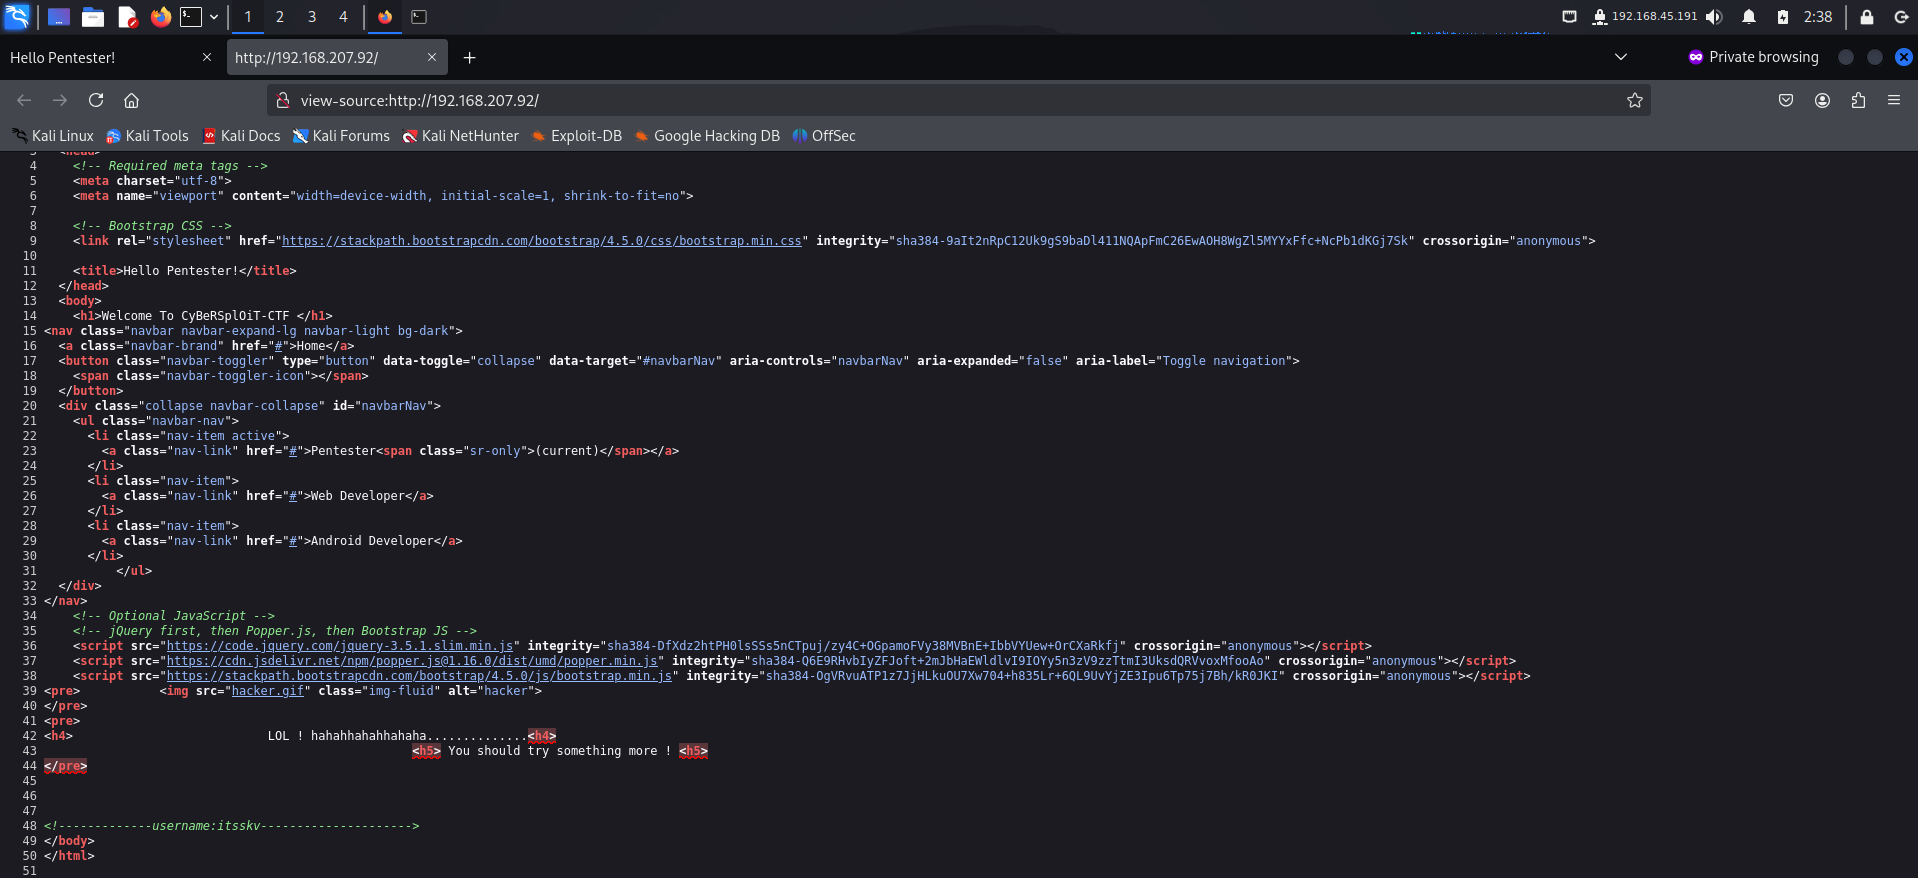 1 2 3 4 192.168.45.191 2:38
Hello Pentester! http://192.168.207.92/ Private browsing
view-source:http://192.168.207.92/
Kali Linux Kali Tools Kali Docs Kali Forums Kali NetHunter Exploit-DB Google Hacking DB OffSec
3 <head>
4 <!-- Required meta tags -->
5 <meta charset="utf-8">
6 <meta name="viewport" content="width=device-width, initial-scale=1, shrink-to-fit=no">
7
8 <!-- Bootstrap CSS -->
9 <link rel="stylesheet" href="https://stackpath.bootstrapcdn.com/bootstrap/4.5.0/css/bootstrap.min.css" integrity="sha384-9aIt2nRpC12Uk9gS9baDl411NQApFmC26EwAOH8WgZl5MYYxFfc+NcPb1dKGj7Sk" crossorigin="anonymous">
10
11 <title>Hello Pentester!</title>
12 </head>
13 <body>
14 <h1>Welcome To CyBeRSplOiT-CTF </h1>
15 <nav class="navbar navbar-expand-lg navbar-light bg-dark">
16 <a class="navbar-brand" href="#">Home</a>
17 <button class="navbar-toggler" type="button" data-toggle="collapse" data-target="#navbarNav" aria-controls="navbarNav" aria-expanded="false" aria-label="Toggle navigation">
18 <span class="navbar-toggler-icon"></span>
19 </button>
20 <div class="collapse navbar-collapse" id="navbarNav">
21 <ul class="navbar-nav">
22 <li class="nav-item active">
23 <a class="nav-link" href="#">Pentester<span class="sr-only">(current)</span></a>
24 </li>
25 <li class="nav-item">
26 <a class="nav-link" href="#">Web Developer</a>
27 </li>
28 <li class="nav-item">
29 <a class="nav-link" href="#">Android Developer</a>
30 </li>
31 </ul>
32 </div>
33 </nav>
34 <!-- Optional JavaScript -->
35 <!-- jQuery first, then Popper.js, then Bootstrap JS -->
36 <script src="https://code.jquery.com/jquery-3.5.1.slim.min.js" integrity="sha384-DfXdz2htPH0lsSSs5nCTpuj/zy4C+OGpamoFVy38MVBnE+IbbVYUew+OrCXaRkfj" crossorigin="anonymous"></script>
37 <script src="https://cdn.jsdelivr.net/npm/popper.js@1.16.0/dist/umd/popper.min.js" integrity="sha384-Q6E9RHvbIyZFJoft+2mJbHaEWldlvI9IOYy5n3zV9zzTtmI3UksdQRVvoxMfooAo" crossorigin="anonymous"></script>
38 <script src="https://stackpath.bootstrapcdn.com/bootstrap/4.5.0/js/bootstrap.min.js" integrity="sha384-OgVRvuATP1z7JjHLkuOU7Xw704+h835Lr+6QL9UvYjZE3Ipu6Tp75j7Bh/kR0JKI" crossorigin="anonymous"></script>
39 <pre> <img src="hacker.gif" class="img-fluid" alt="hacker">
40 </pre>
41 <pre>
42 <h4> LOL ! hahahhahahhahaha..............<h4>
43 <h5> You should try something more ! <h5>
44 </pre>
45
46
47
48 <!-------------username:itsskv--------------------->
49 </body>
50 </html>
51